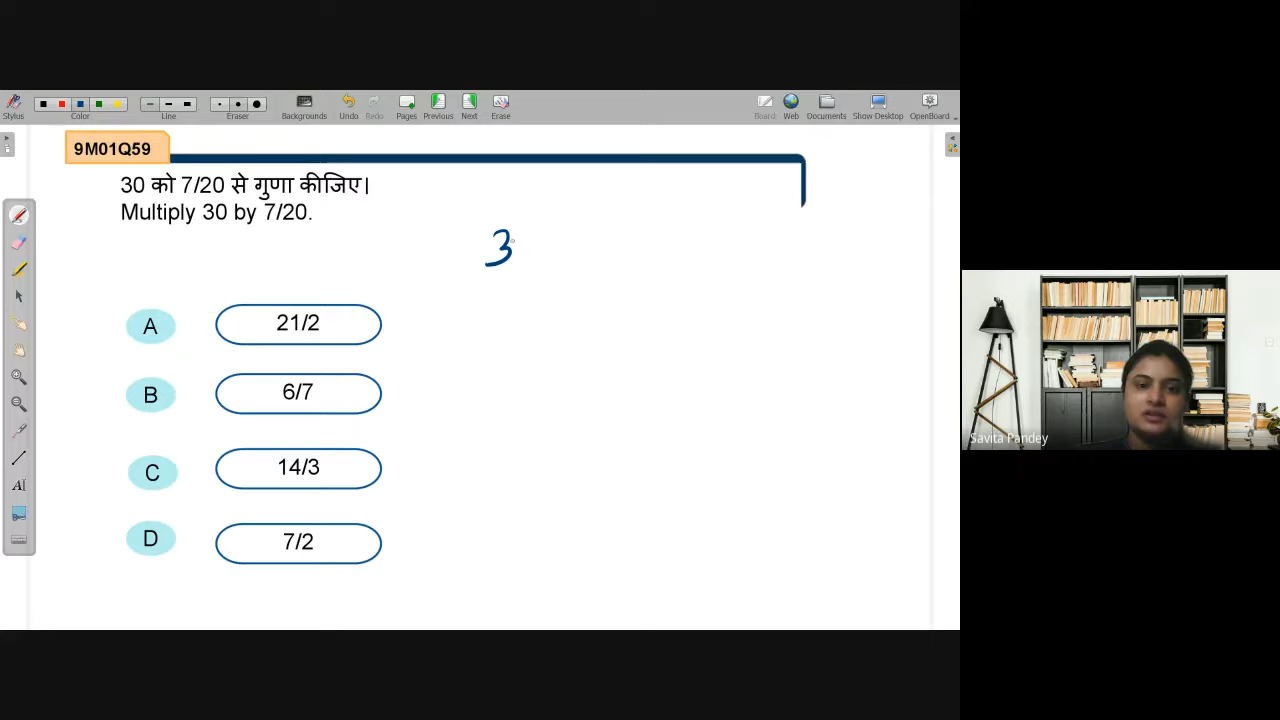 Stylus
Color
Line
Eraser
Backgrounds
Undo
Redo
Pages
Previous
Next
Erase
Board
Web
Documents
Show Desktop
OpenBoard
9M01Q59
30 को 7/20 से गुणा कीजिए।
Multiply 30 by 7/20.
3
A 21/2
B 6/7
C 14/3
D 7/2
Savita Pandey